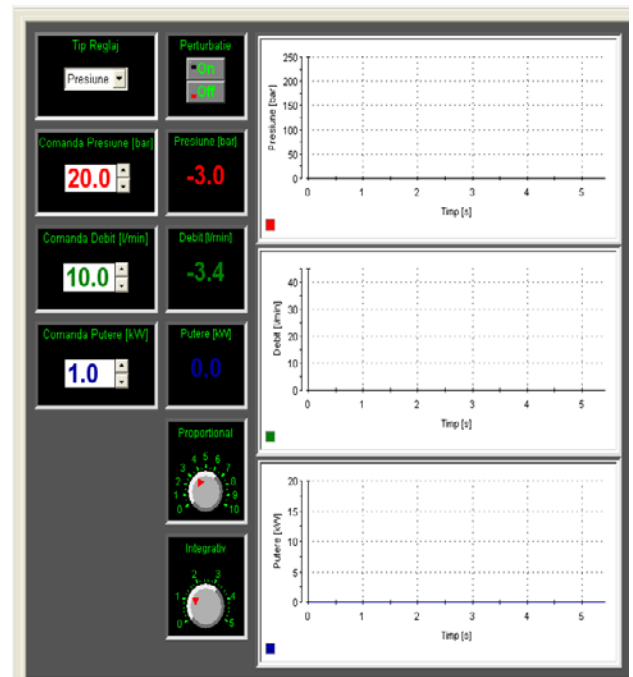 Tip Reglaj
Presiune
Perturbatie
On
Off
Comanda Presiune [bar]
20.0
Presiune [bar]
-3.0
Comanda Debit [l/min]
10.0
Debit [l/min]
-3.4
Comanda Putere [kW]
1.0
Putere [kW]
0.0
Proportional
0 1 2 3 4 5 6 7 8 9 10
Integrativ
0 1 2 3 4 5
Presiune [bar]
250
200
150
100
50
0
0 1 2 3 4 5
Timp [s]
Debit [l/min]
40
30
20
10
0
0 1 2 3 4 5
Timp [s]
Putere [kW]
20
15
10
5
0
0 1 2 3 4 5
Timp [s]